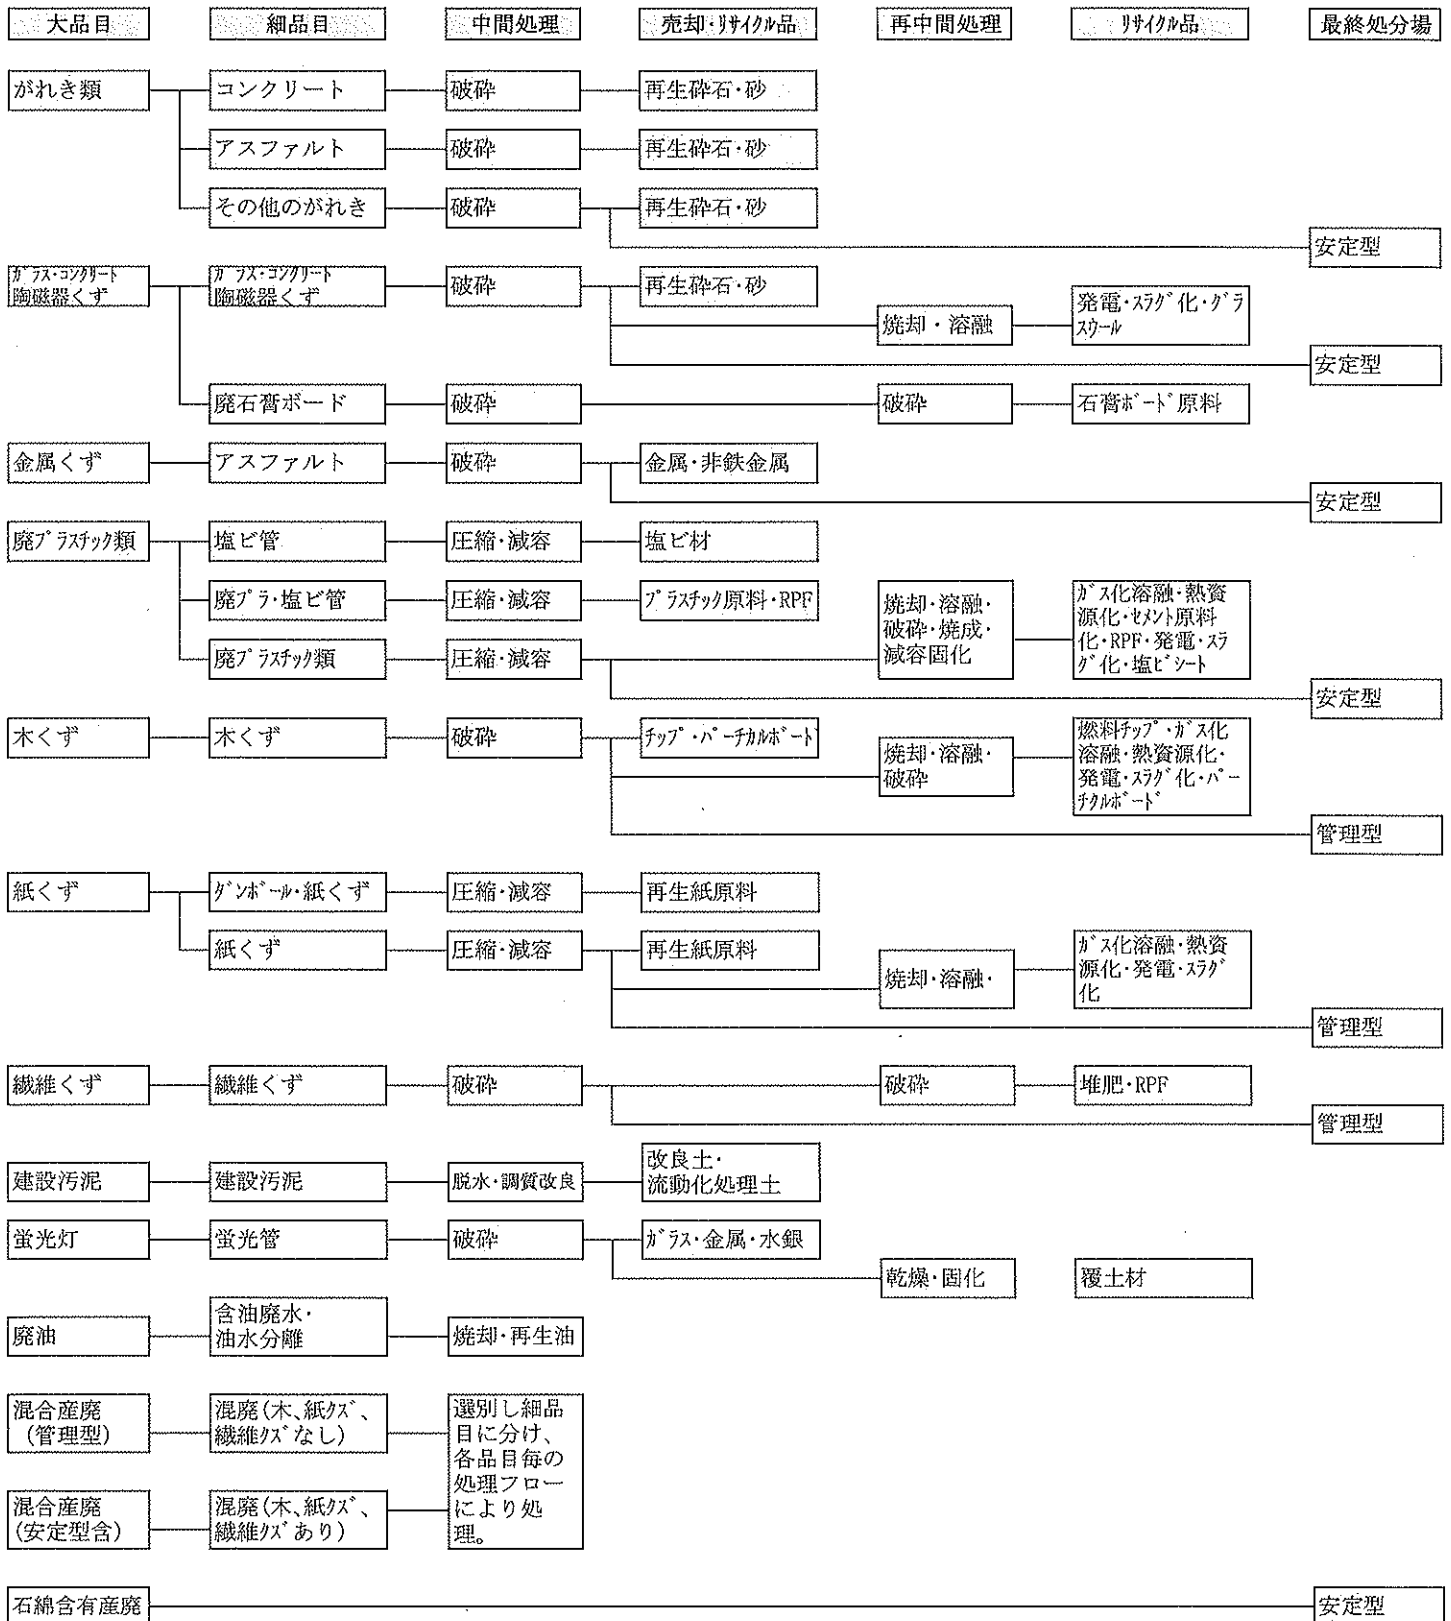 大品目 細品目 中間処理 売却・ﾘｻｲｸﾙ品 再中間処理 ﾘｻｲｸﾙ品 最終処分場
がれき類 コンクリート 破砕 再生砕石・砂
アスファルト 破砕 再生砕石・砂
その他のがれき 破砕 再生砕石・砂
安定型
ｶﾞﾗｽ・ｺﾝｸﾘｰﾄ
陶磁器くず
ｶﾞﾗｽ・ｺﾝｸﾘｰﾄ
陶磁器くず
破砕 再生砕石・砂
焼却・溶融
発電・ｽﾗｸﾞ化・ｸﾞﾗ
ｽｳｰﾙ
安定型
廃石膏ボード 破砕 破砕 石膏ﾎﾞｰﾄﾞ原料
金属くず アスファルト 破砕 金属・非鉄金属
安定型
廃ﾌﾟﾗｽﾁｯｸ類 塩ビ管 圧縮・減容 塩ビ材
廃プラ・塩ビ管 圧縮・減容 ﾌﾟﾗｽﾁｯｸ原料・RPF
廃ﾌﾟﾗｽﾁｯｸ類 圧縮・減容
焼却・溶融・
破砕・焼成・
減容固化
ｶﾞｽ化溶融・熱資
源化・ｾﾒﾝﾄ原料
化・RPF・発電・ｽﾗ
ｸﾞ化・塩ﾋﾞｼｰﾄ
安定型
木くず 木くず 破砕 ﾁｯﾌﾟ・ﾊﾟｰﾁｶﾙﾎﾞｰﾄﾞ
焼却・溶融・
破砕
燃料ﾁｯﾌﾟ・ｶﾞｽ化
溶融・熱資源化・
発電・ｽﾗｸﾞ化・ﾊﾟｰ
ﾁｸﾙﾎﾞｰﾄﾞ
管理型
紙くず ﾀﾞﾝﾎﾞｰﾙ・紙くず 圧縮・減容 再生紙原料
紙くず 圧縮・減容 再生紙原料
焼却・溶融・
ｶﾞｽ化溶融・熱資
源化・発電・ｽﾗｸﾞ
化
管理型
繊維くず 繊維くず 破砕 破砕 堆肥・RPF
管理型
建設汚泥 建設汚泥 脱水・調質改良
改良土・
流動化処理土
蛍光灯 蛍光管 破砕 ｶﾞﾗｽ・金属・水銀
乾燥・固化 覆土材
廃油
含油廃水・
油水分離
焼却・再生油
混合産廃
(管理型)
混廃(木、紙ｸｽﾞ、
繊維ｸｽﾞなし)
選別し細品
目に分け、
各品目毎の
処理フロー
により処
理。
混合産廃
(安定型含)
混廃(木、紙ｸｽﾞ、
繊維ｸｽﾞあり)
石綿含有産廃 安定型